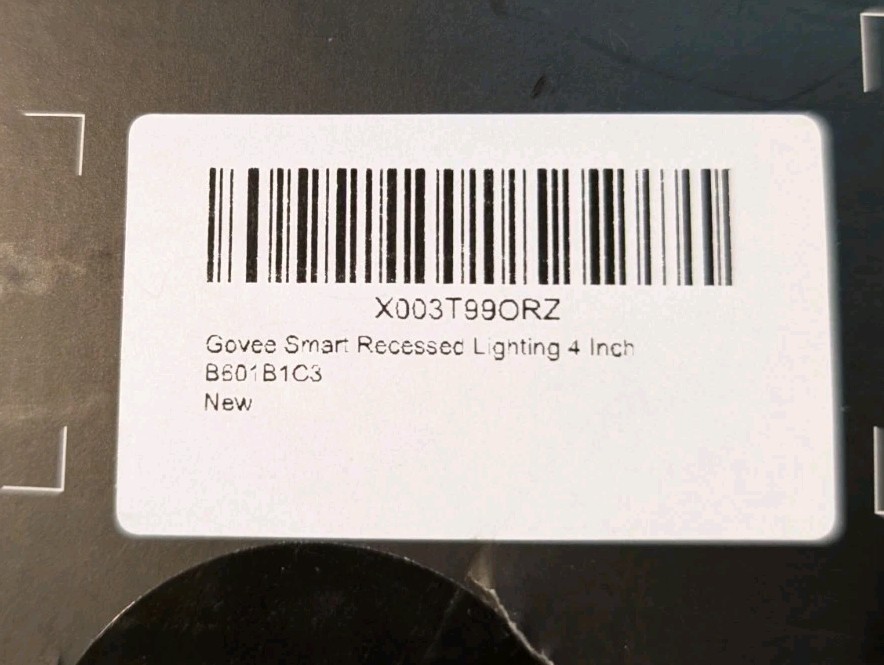 X003T99ORZ
Govee Smart Recessed Lighting 4 Inch
B601B1C3
New